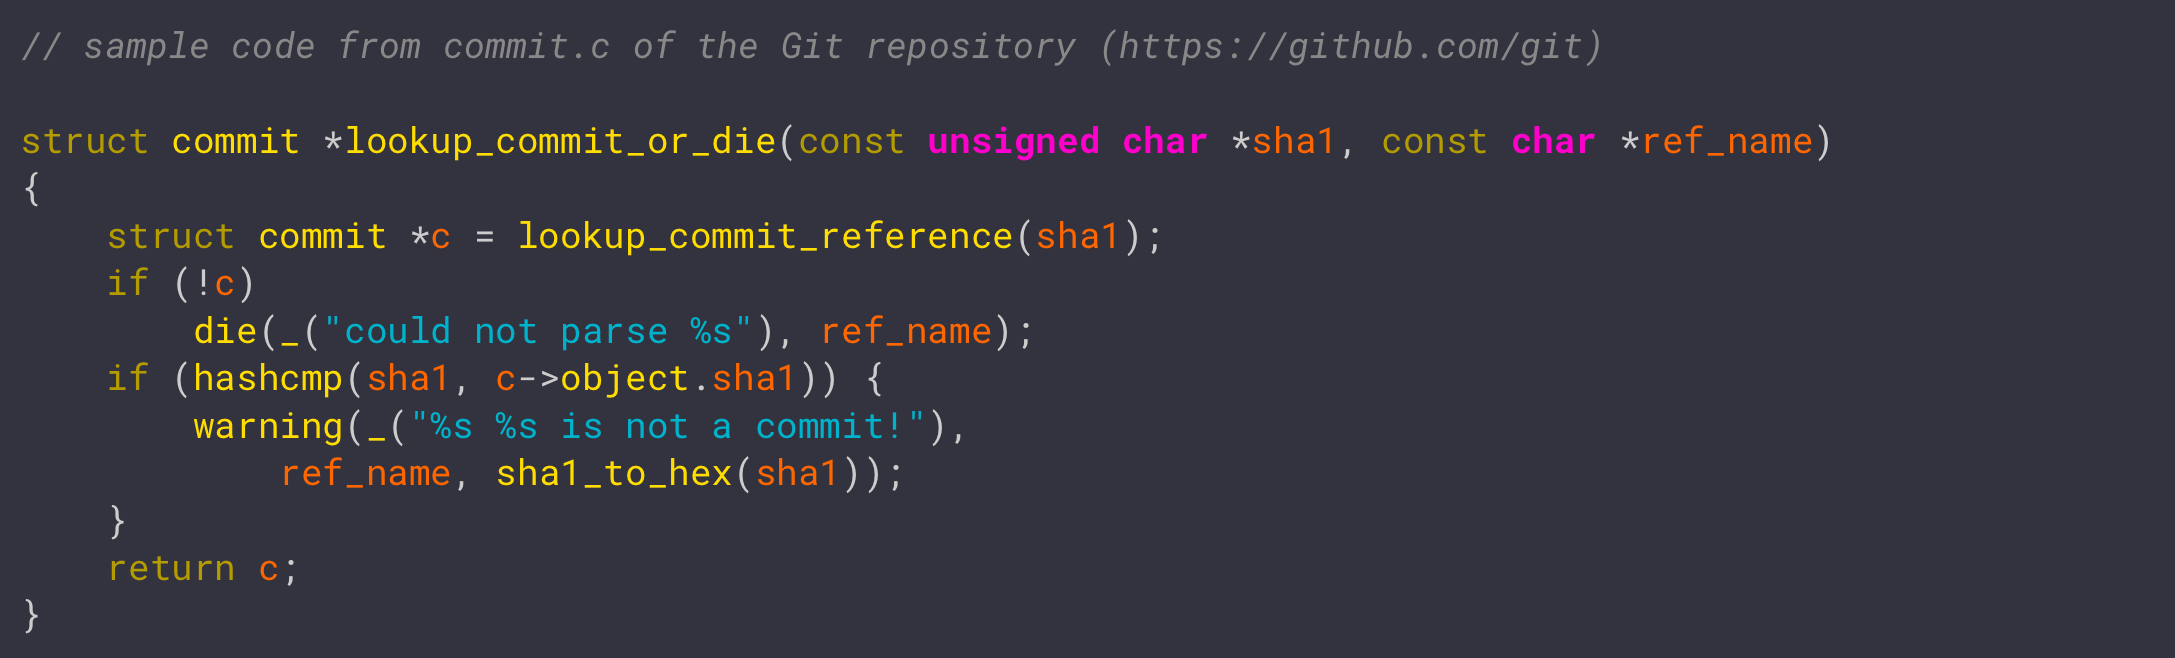 // sample code from commit.c of the Git repository (https://github.com/git)

struct commit *lookup_commit_or_die(const unsigned char *sha1, const char *ref_name)
{
    struct commit *c = lookup_commit_reference(sha1);
    if (!c)
        die(_("could not parse %s"), ref_name);
    if (hashcmp(sha1, c->object.sha1)) {
        warning(_("%s %s is not a commit!"),
            ref_name, sha1_to_hex(sha1));
    }
    return c;
}